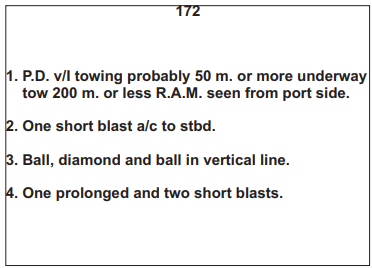 172
1. P.D. v/l towing probably 50 m. or more underway
tow 200 m. or less R.A.M. seen from port side.
2. One short blast a/c to stbd.
3. Ball, diamond and ball in vertical line.
4. One prolonged and two short blasts.